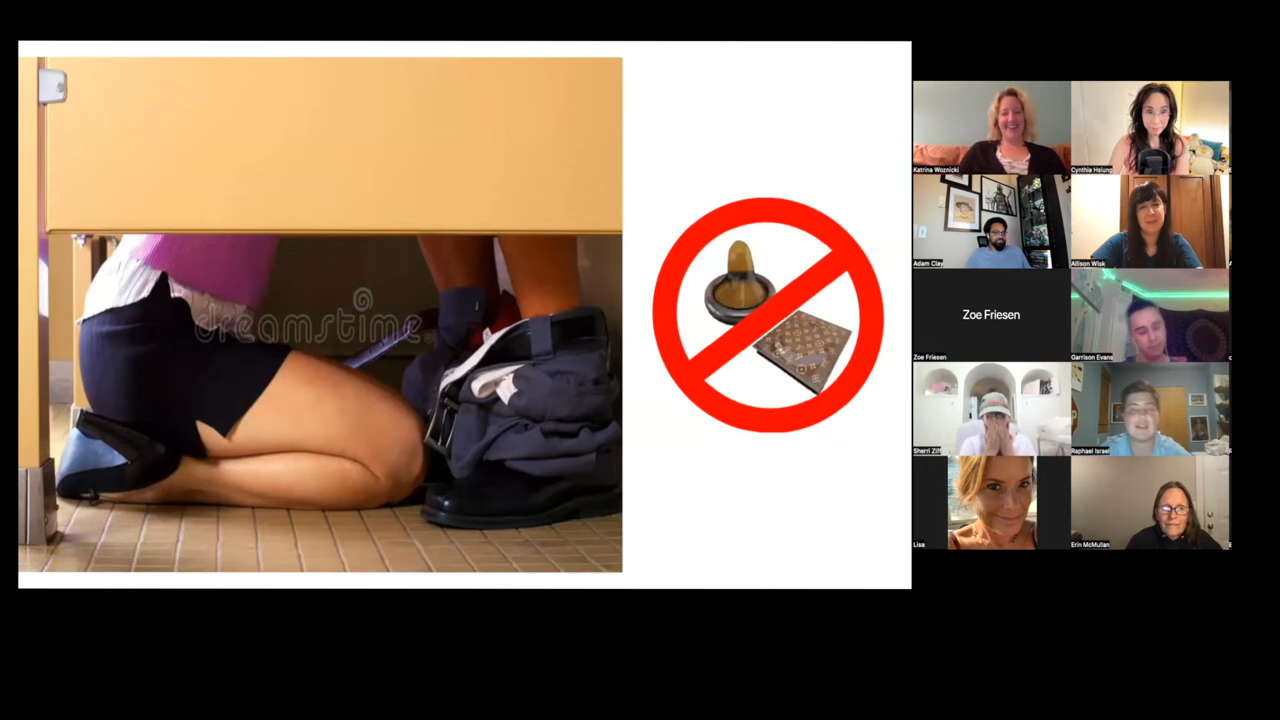 dreamstime
Katrina Woznicki
Cynthia Hsiung
Adam Clay
Allison Wisk
Zoe Friesen
Zoe Friesen
Garrison Evans
Sherri Ziff
Raphael Israel
Lisa
Erin McMullan